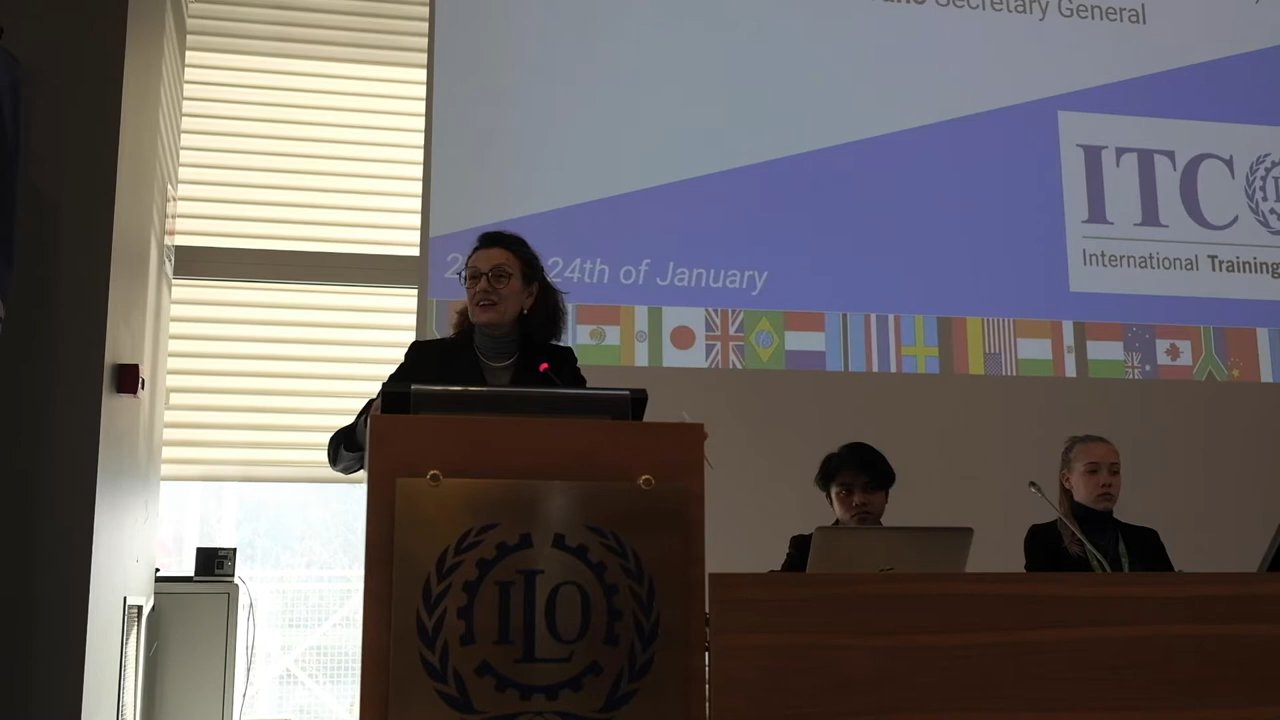 Secretary General
ITC
International Training
24th of January
ILO